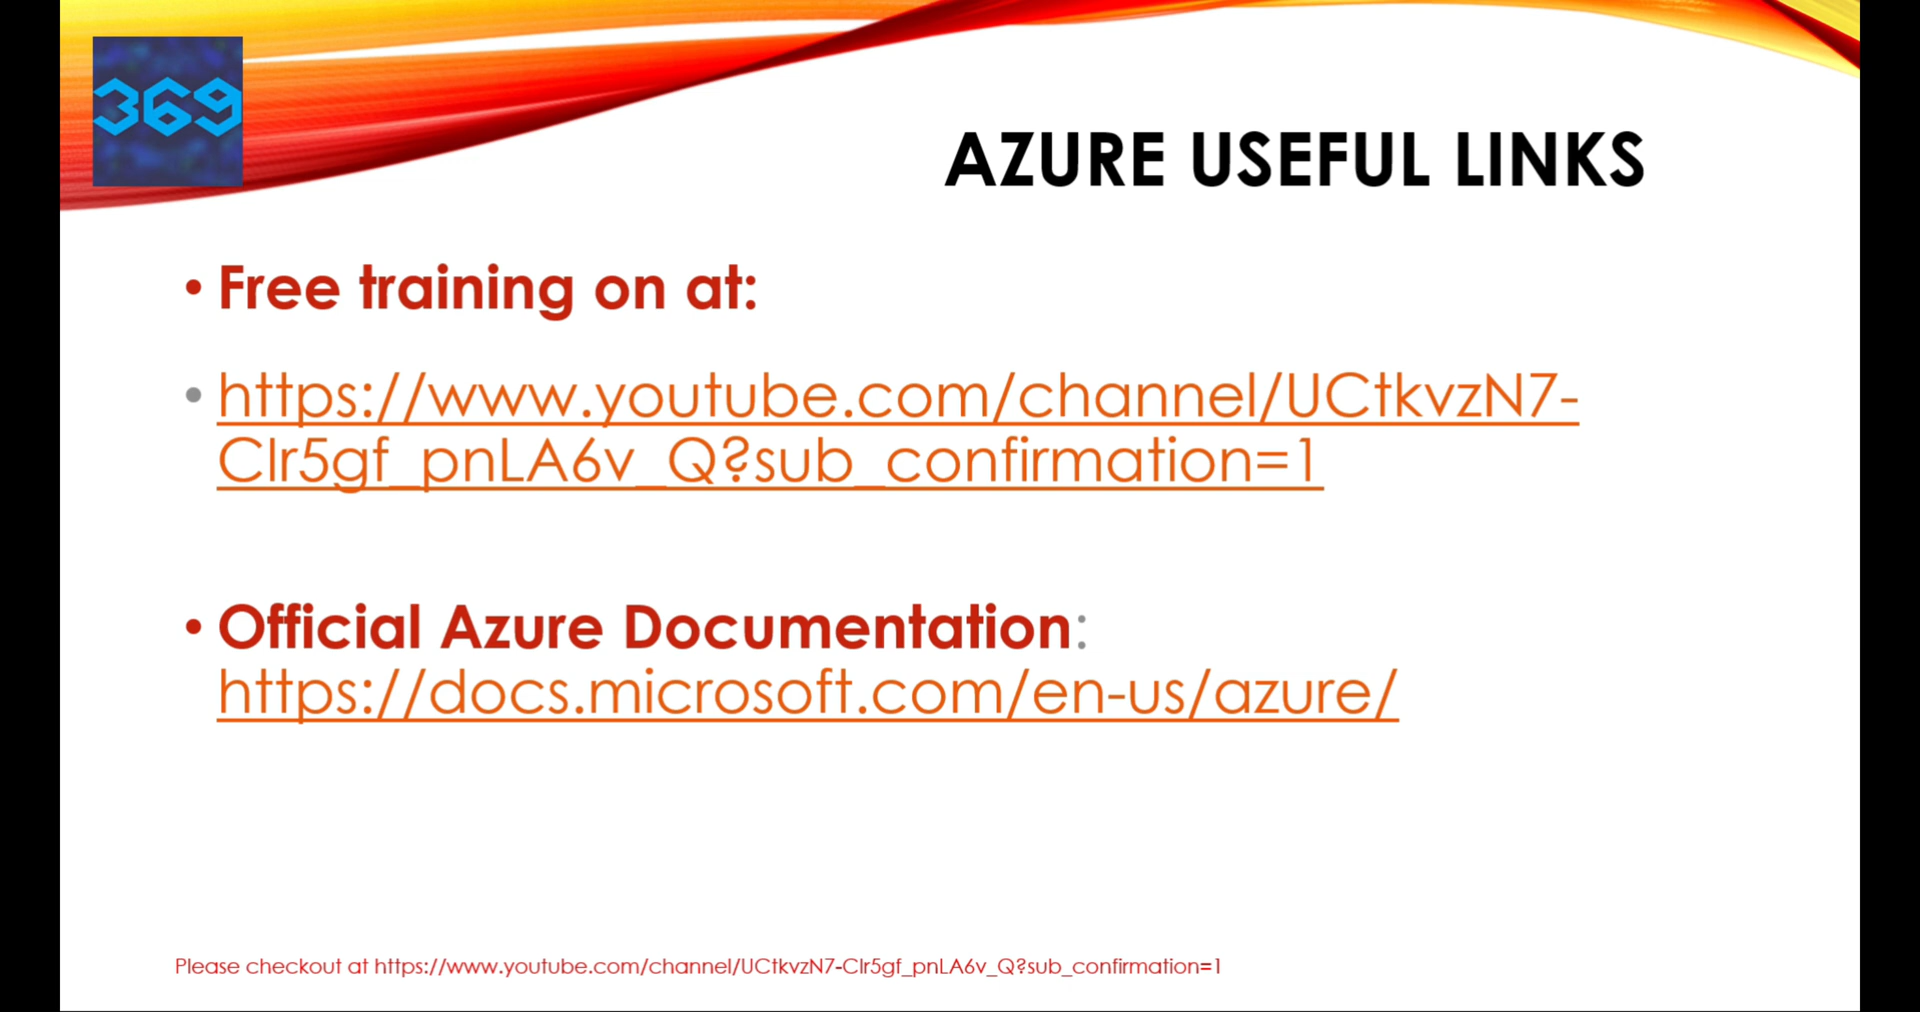 369
AZURE USEFUL LINKS
• Free training on at:
• https://www.youtube.com/channel/UCtkvzN7-
Clr5gf_pnLA6v_Q?sub_confirmation=1
• Official Azure Documentation:
https://docs.microsoft.com/en-us/azure/
Please checkout at https://www.youtube.com/channel/UCtkvzN7-Clr5gf_pnLA6v_Q?sub_confirmation=1